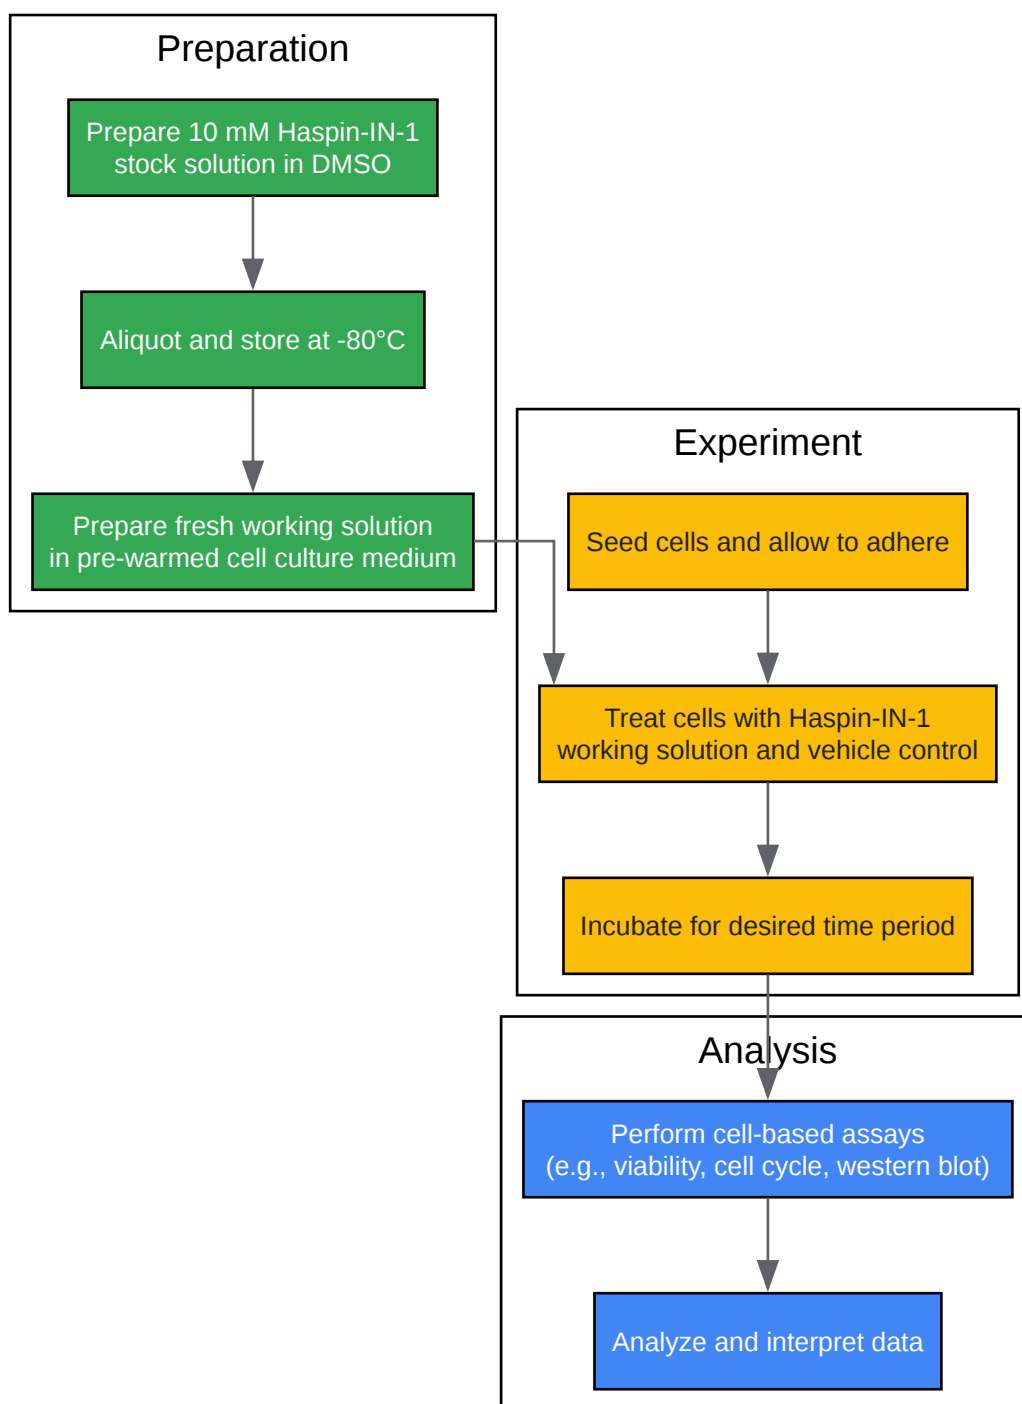 Preparation
Prepare 10 mM Haspin-IN-1
stock solution in DMSO
Aliquot and store at -80°C
Prepare fresh working solution
in pre-warmed cell culture medium
Experiment
Seed cells and allow to adhere
Treat cells with Haspin-IN-1
working solution and vehicle control
Incubate for desired time period
Analysis
Perform cell-based assays
(e.g., viability, cell cycle, western blot)
Analyze and interpret data